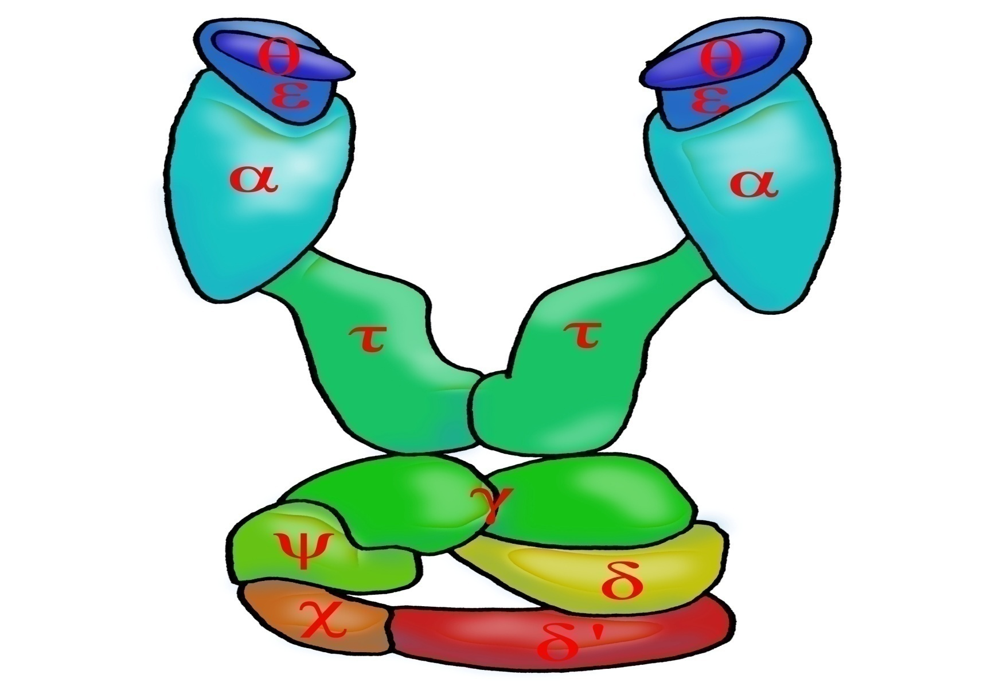 θ θ
ε ε
α α
τ τ
γ
ψ
δ
χ
δ'